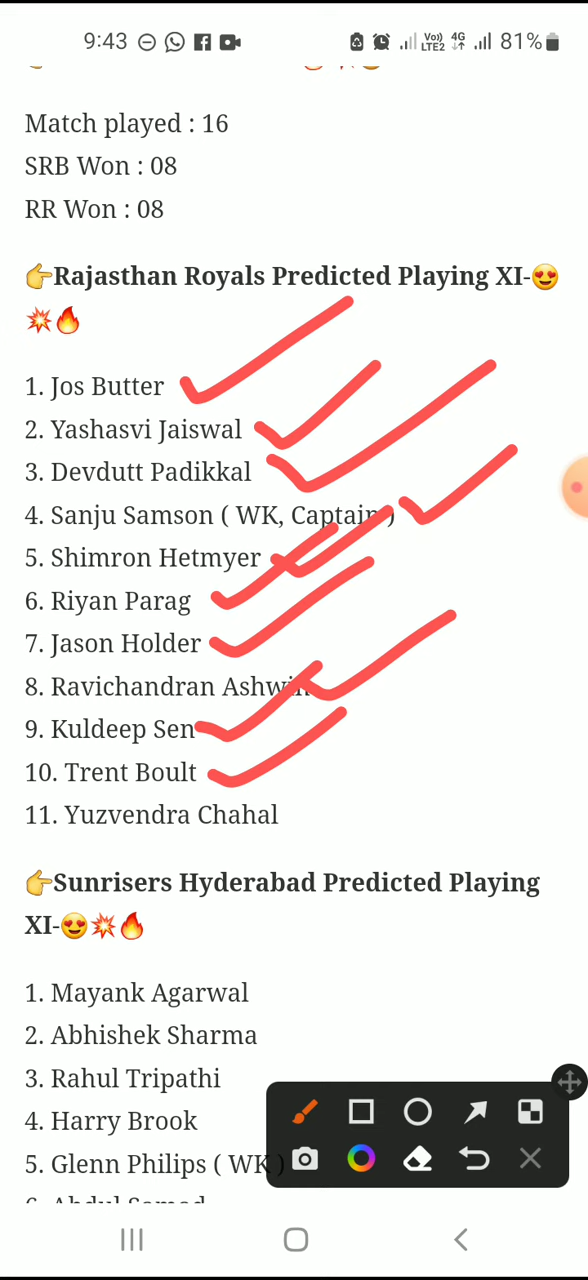 9:43 Vo)) LTE2 4G 81%
Match played : 16
SRB Won : 08
RR Won : 08
👉Rajasthan Royals Predicted Playing XI-😍
💥🔥
1. Jos Butter
2. Yashasvi Jaiswal
3. Devdutt Padikkal
4. Sanju Samson ( WK, Captain )
5. Shimron Hetmyer
6. Riyan Parag
7. Jason Holder
8. Ravichandran Ashwin
9. Kuldeep Sen
10. Trent Boult
11. Yuzvendra Chahal
👉Sunrisers Hyderabad Predicted Playing
XI-😍💥🔥
1. Mayank Agarwal
2. Abhishek Sharma
3. Rahul Tripathi
4. Harry Brook
5. Glenn Philips ( WK )